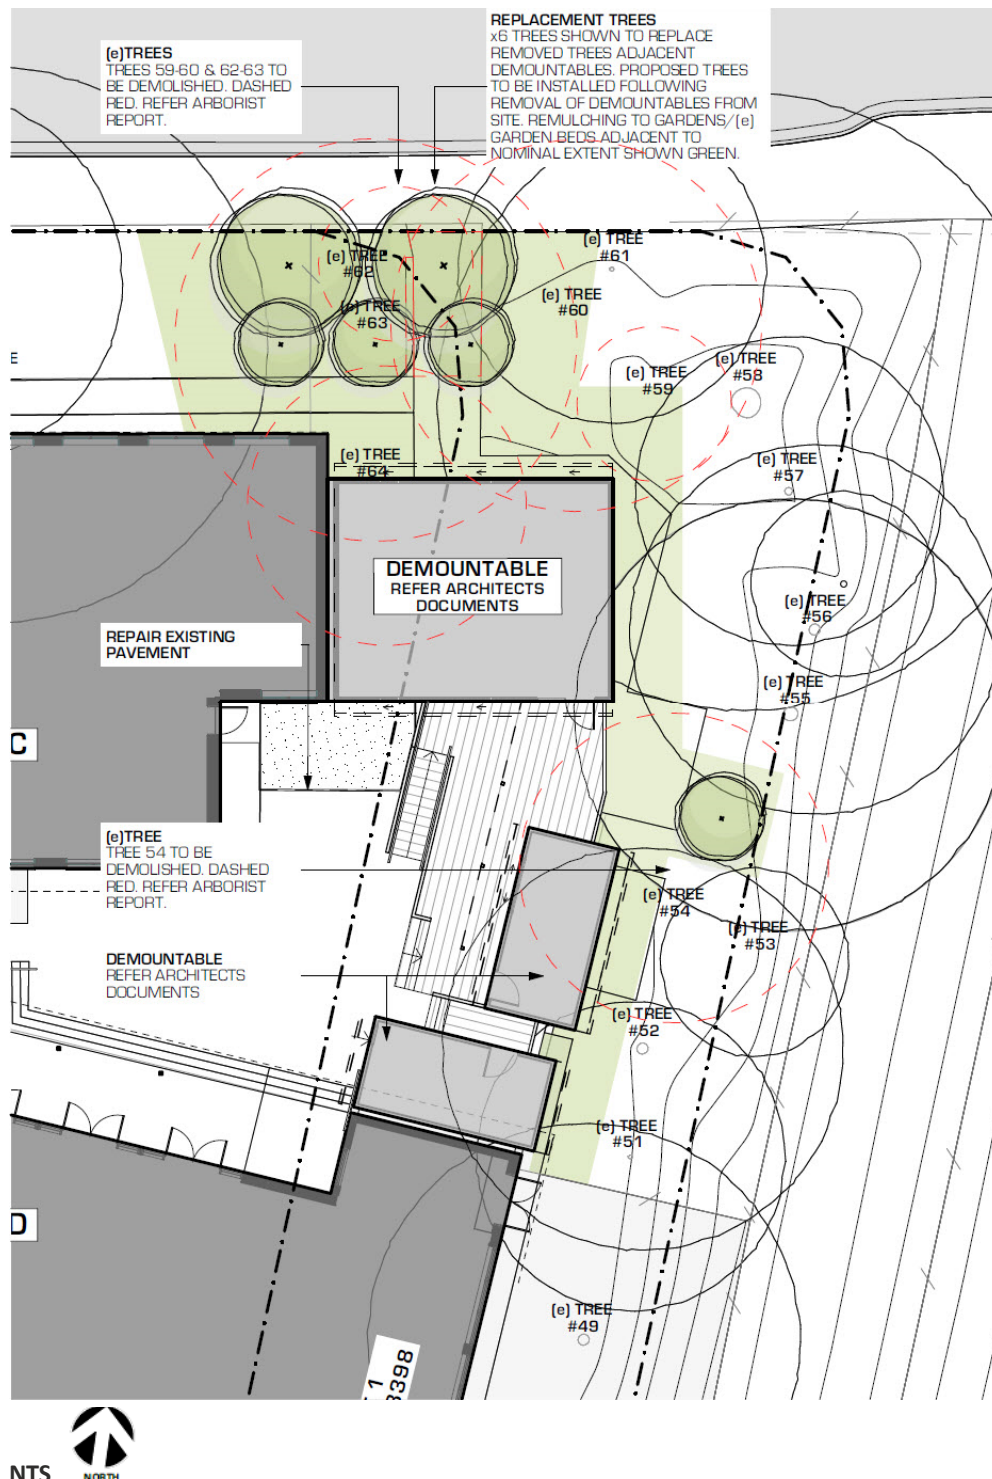 (e)TREES
TREES 59-60 & 62-63 TO
BE DEMOLISHED. DASHED
RED. REFER ARBORIST
REPORT.
REPLACEMENT TREES
x6 TREES SHOWN TO REPLACE
REMOVED TREES ADJACENT
DEMOUNTABLES. PROPOSED TREES
TO BE INSTALLED FOLLOWING
REMOVAL OF DEMOUNTABLES FROM
SITE. REMULCHING TO GARDENS/(e)
GARDEN BEDS ADJACENT TO
NOMINAL EXTENT SHOWN GREEN.
(e) TREE
#61
(e) TREE
#62
(e) TREE
#60
(e) TREE
#63
E
(e) TREE
#58
(e) TREE
#59
(e) TREE
#64
(e) TREE
#57
DEMOUNTABLE
REFER ARCHITECTS
DOCUMENTS
(e) TREE
#56
REPAIR EXISTING
PAVEMENT
(e) TREE
#55
C
(e)TREE
TREE 54 TO BE
DEMOLISHED. DASHED
RED. REFER ARBORIST
REPORT.
(e) TREE
#54
(e) TREE
#53
DEMOUNTABLE
REFER ARCHITECTS
DOCUMENTS
(e) TREE
#52
(e) TREE
#51
D
(e) TREE
#49
1
3398
NTS
NORTH